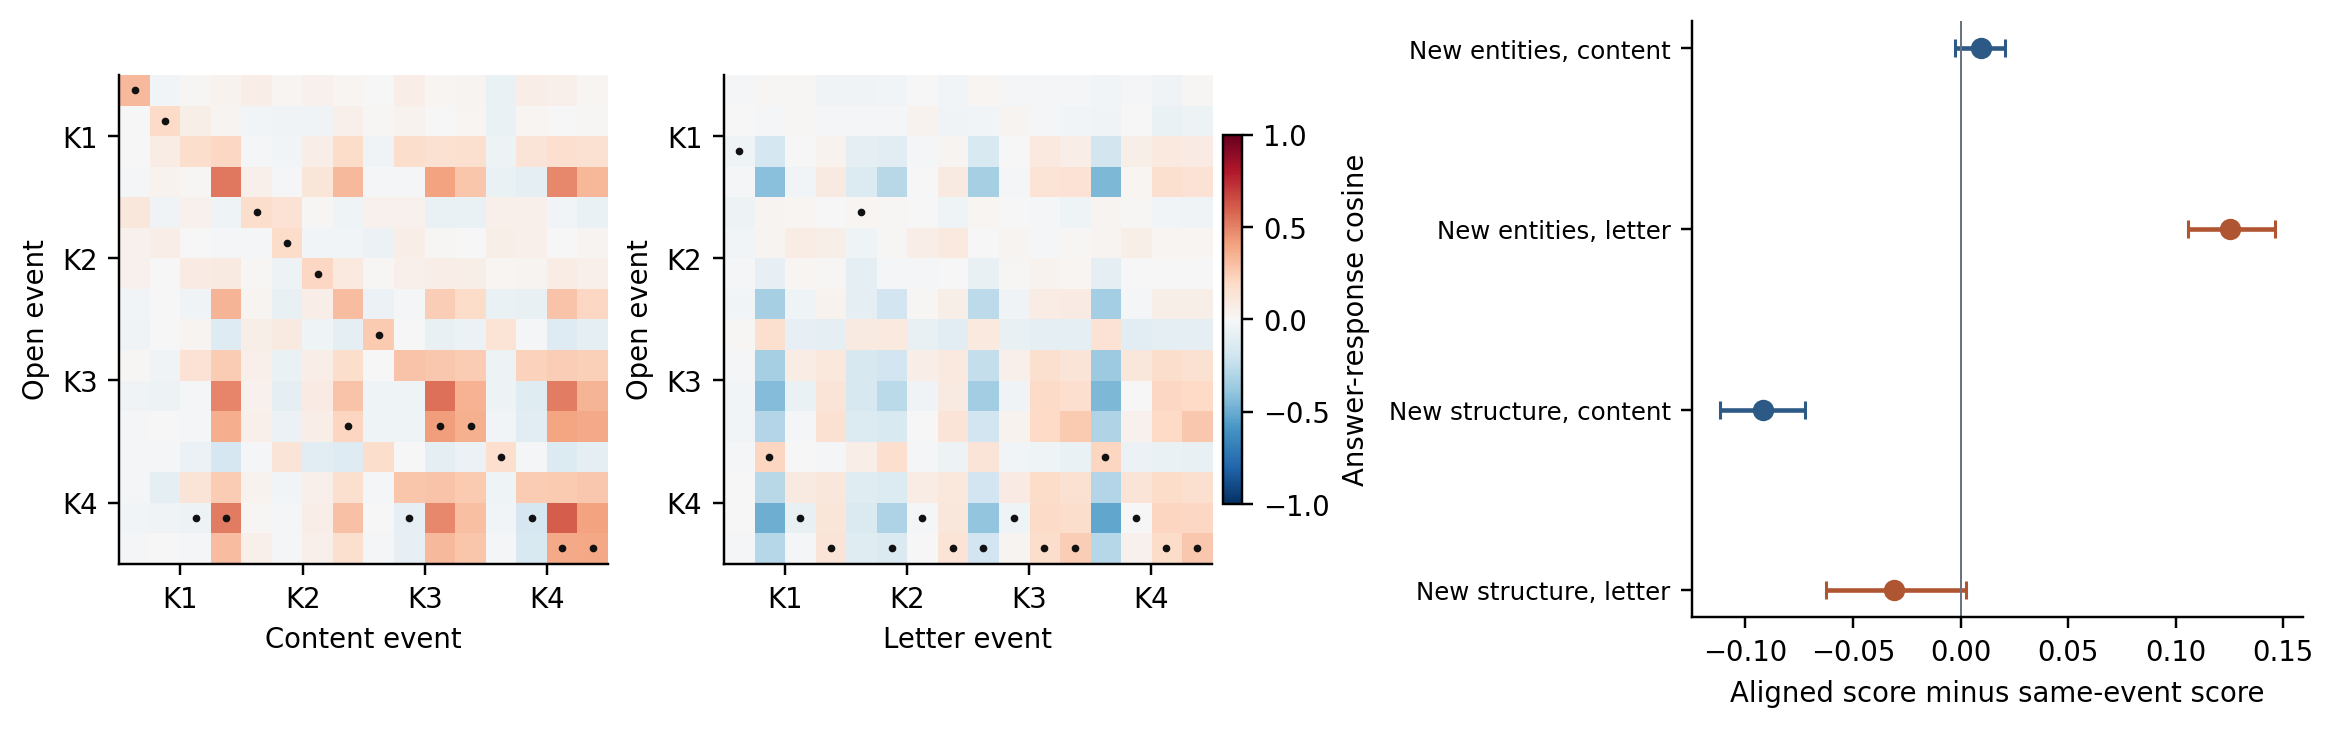 K1
K2
K3
K4
Open event
K1
K2
K3
K4
Content event
K1
K2
K3
K4
Open event
K1
K2
K3
K4
Letter event
1.0
0.5
0.0
−0.5
−1.0
Answer-response cosine
New entities, content
New entities, letter
New structure, content
New structure, letter
−0.10
−0.05
0.00
0.05
0.10
0.15
Aligned score minus same-event score